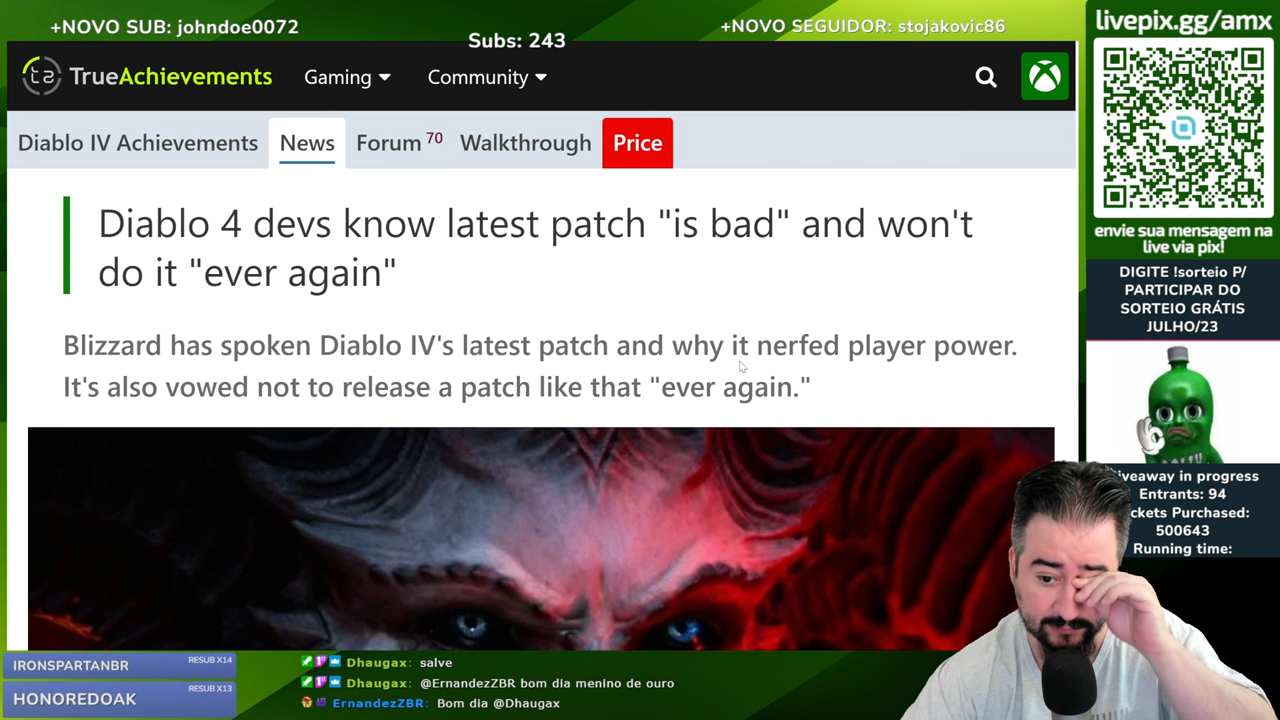 +NOVO SUB: johndoe0072
Subs: 243
+NOVO SEGUIDOR: stojakovic86
livepix.gg/amx
ta TrueAchievements
Gaming
Community
Diablo IV Achievements
News
Forum 70
Walkthrough
Price
Diablo 4 devs know latest patch "is bad" and won't
do it "ever again"
Blizzard has spoken Diablo IV's latest patch and why it nerfed player power.
It's also vowed not to release a patch like that "ever again."
envie sua mensagem na
live via pix!
DIGITE !sorteio P/
PARTICIPAR DO
SORTEIO GRÁTIS
JULHO/23
iveaway in progress
Entrants: 94
ckets Purchased:
500643
Running time:
IRONSPARTANBR RESUB X14
HONOREDOAK RESUB X13
Dhaugax: salve
Dhaugax: @ErnandezZBR bom dia menino de ouro
ErnandezZBR: Bom dia @Dhaugax